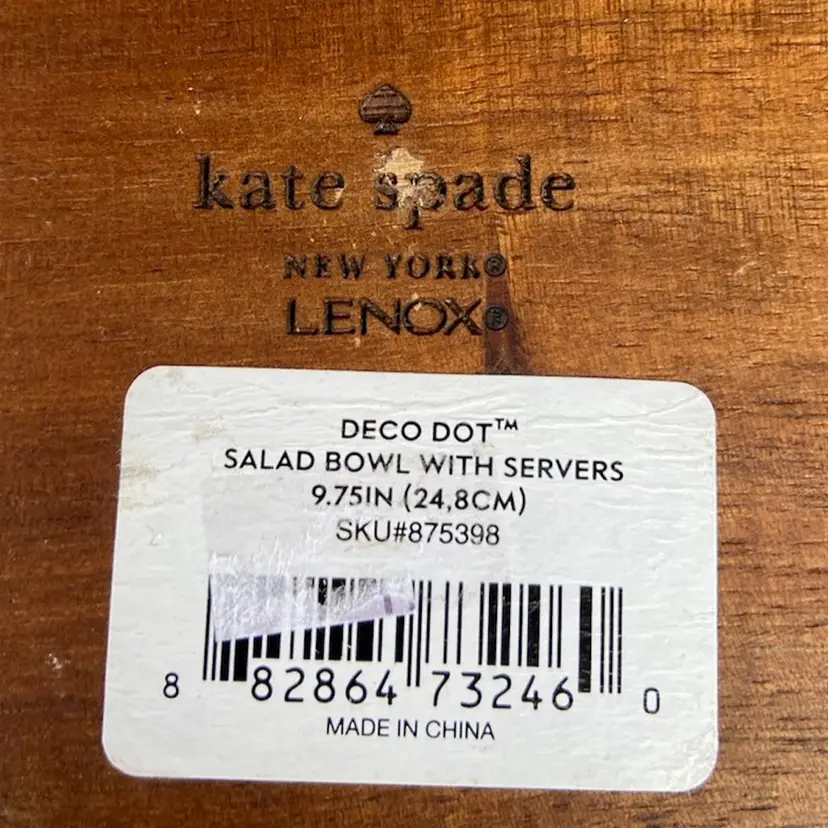 kate spade
NEW YORK®
LENOX®
DECO DOT™
SALAD BOWL WITH SERVERS
9.75IN (24,8CM)
SKU#875398
8 82864 73246 0
MADE IN CHINA